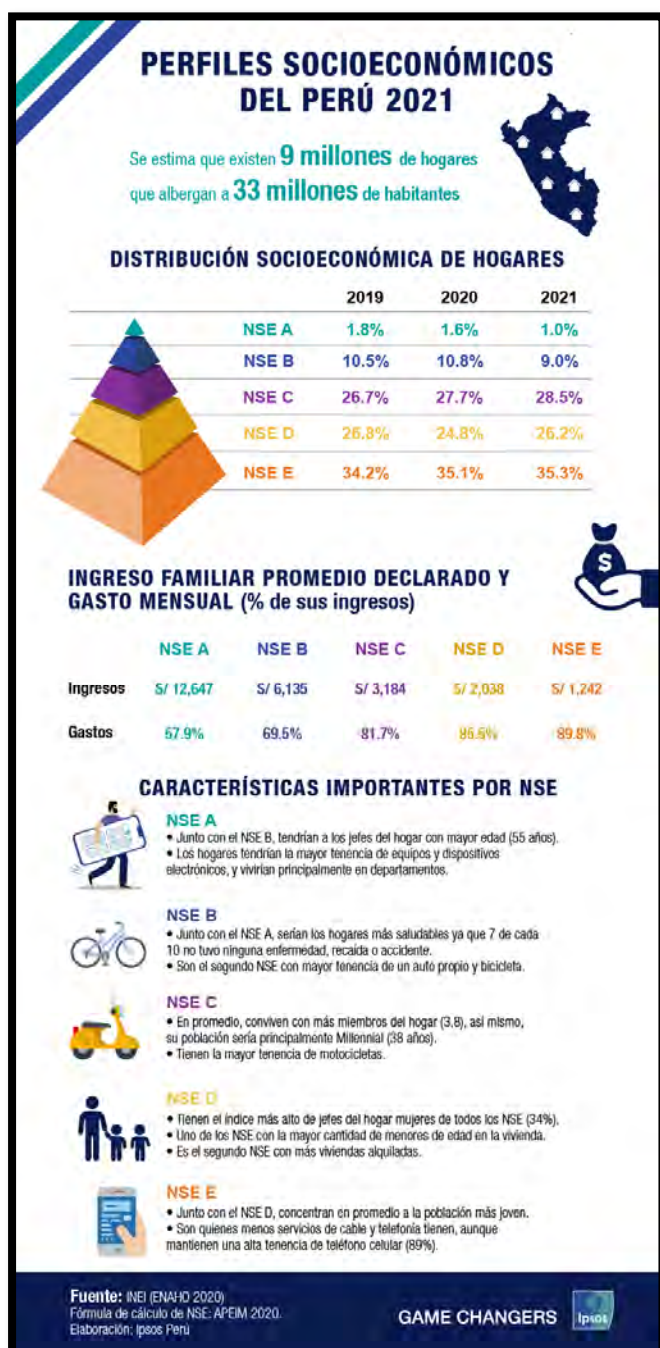 PERFILES SOCIOECONÓMICOS
DEL PERÚ 2021
Se estima que existen 9 millones de hogares
que albergan a 33 millones de habitantes
DISTRIBUCIÓN SOCIOECONÓMICA DE HOGARES
2019 2020 2021
NSE A 1.8% 1.6% 1.0%
NSE B 10.5% 10.8% 9.0%
NSE C 26.7% 27.7% 28.5%
NSE D 26.8% 24.8% 26.2%
NSE E 34.2% 35.1% 35.3%
$
INGRESO FAMILIAR PROMEDIO DECLARADO Y
GASTO MENSUAL (% de sus ingresos)
NSE A NSE B NSE C NSE D NSE E
Ingresos S/ 12,647 S/ 6,135 S/ 3,184 S/ 2,038 S/ 1,242
Gastos 57.9% 69.5% 81.7% 89.8%
CARACTERÍSTICAS IMPORTANTES POR NSE
NSE A
• Junto con el NSE B, tendrían a los jefes del hogar con mayor edad (55 años).
• Los hogares tendrían la mayor tenencia de equipos y dispositivos
electrónicos, y vivirían principalmente en departamentos.
NSE B
• Junto con el NSE A, serían los hogares más saludables ya que 7 de cada
10 no tuvo ninguna enfermedad, recaída o accidente.
• Son el segundo NSE con mayor tenencia de un auto propio y bicicleta.
NSE C
• En promedio, conviven con más miembros del hogar (3,8), así mismo,
su población sería principalmente Millennial (38 años).
• Tienen la mayor tenencia de motocicletas.
NSE D
• Tienen el índice más alto de jefes del hogar mujeres de todos los NSE (34%).
• Uno de los NSE con la mayor cantidad de menores de edad en la vivienda.
• Es el segundo NSE con más viviendas alquiladas.
NSE E
• Junto con el NSE D, concentran en promedio a la población más joven.
• Son quienes menos servicios de cable y telefonía tienen, aunque
mantienen una alta tenencia de teléfono celular (89%).
Fuente: INEI (ENAHO 2020)
Fórmula de cálculo de NSE: APEIM 2020.
Elaboración: Ipsos Perú
GAME CHANGERS Ipsos